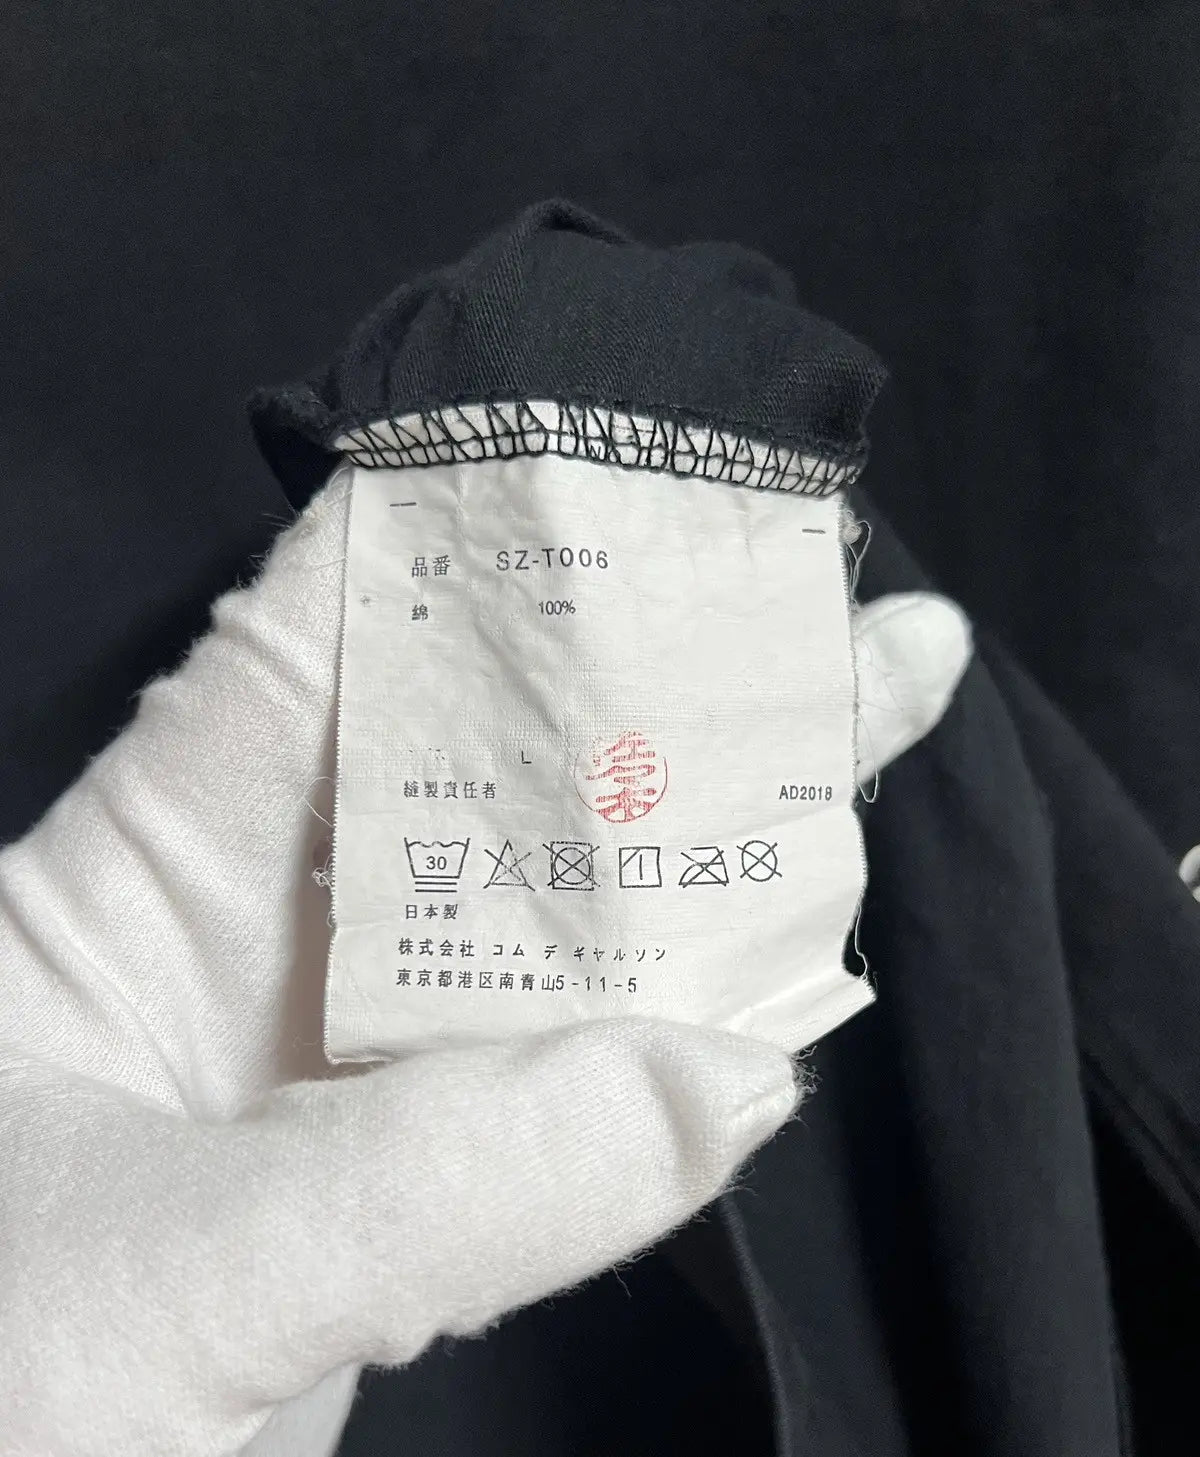 品番 SZ-T006
綿 100%
L
縫製責任者 AD2018
30
日本製
株式会社 コム デ ギャルソン
東京都港区南青山5-11-5